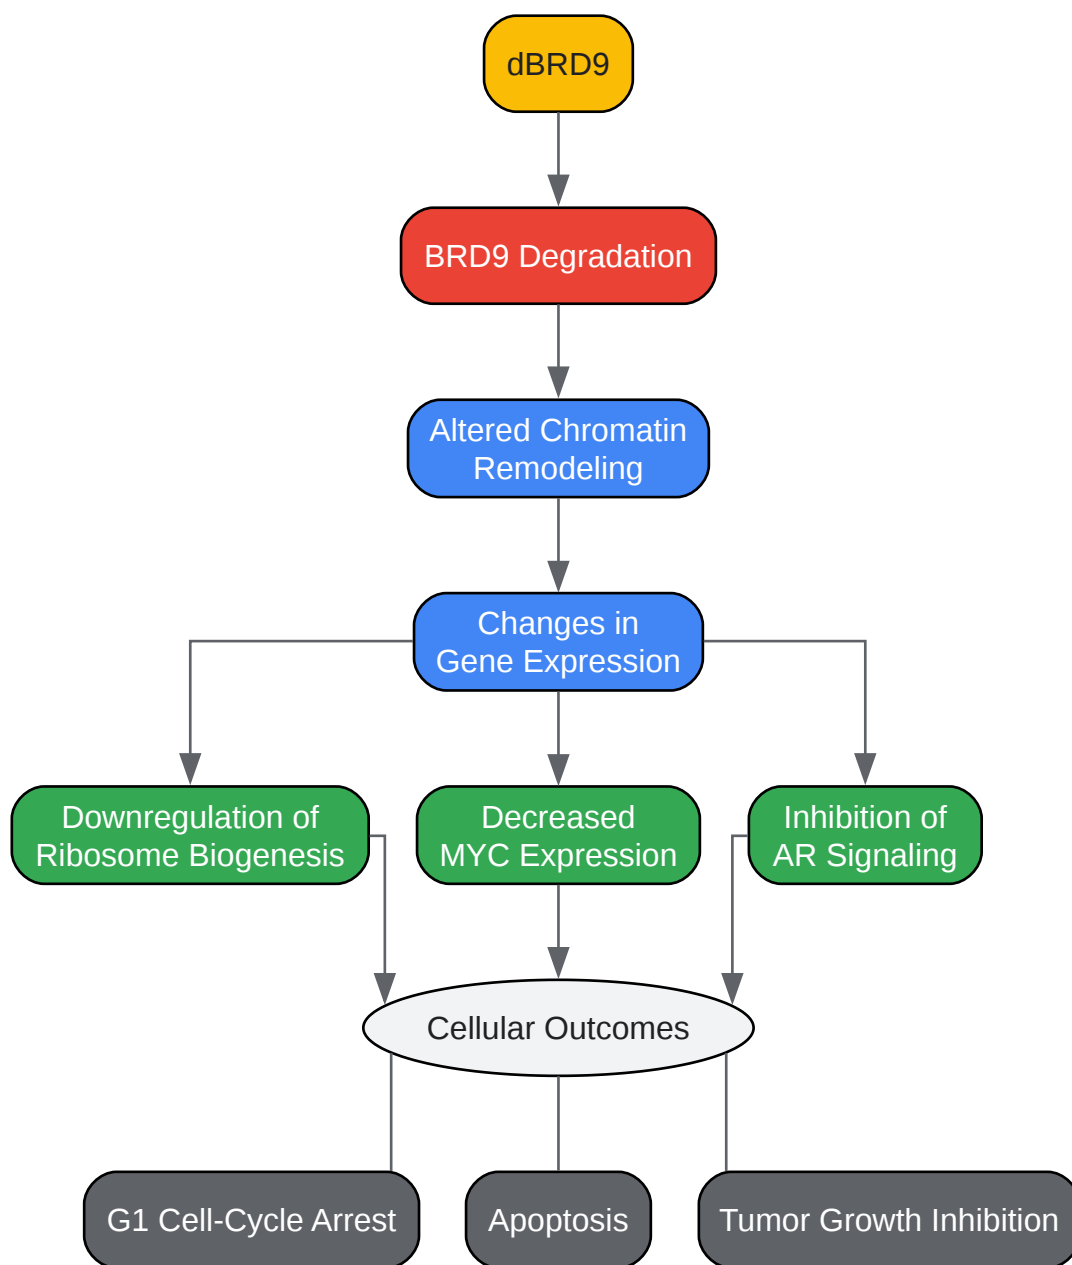 dBRD9
BRD9 Degradation
Altered Chromatin
Remodeling
Changes in
Gene Expression
Downregulation of
Ribosome Biogenesis
Decreased
MYC Expression
Inhibition of
AR Signaling
Cellular Outcomes
G1 Cell-Cycle Arrest
Apoptosis
Tumor Growth Inhibition